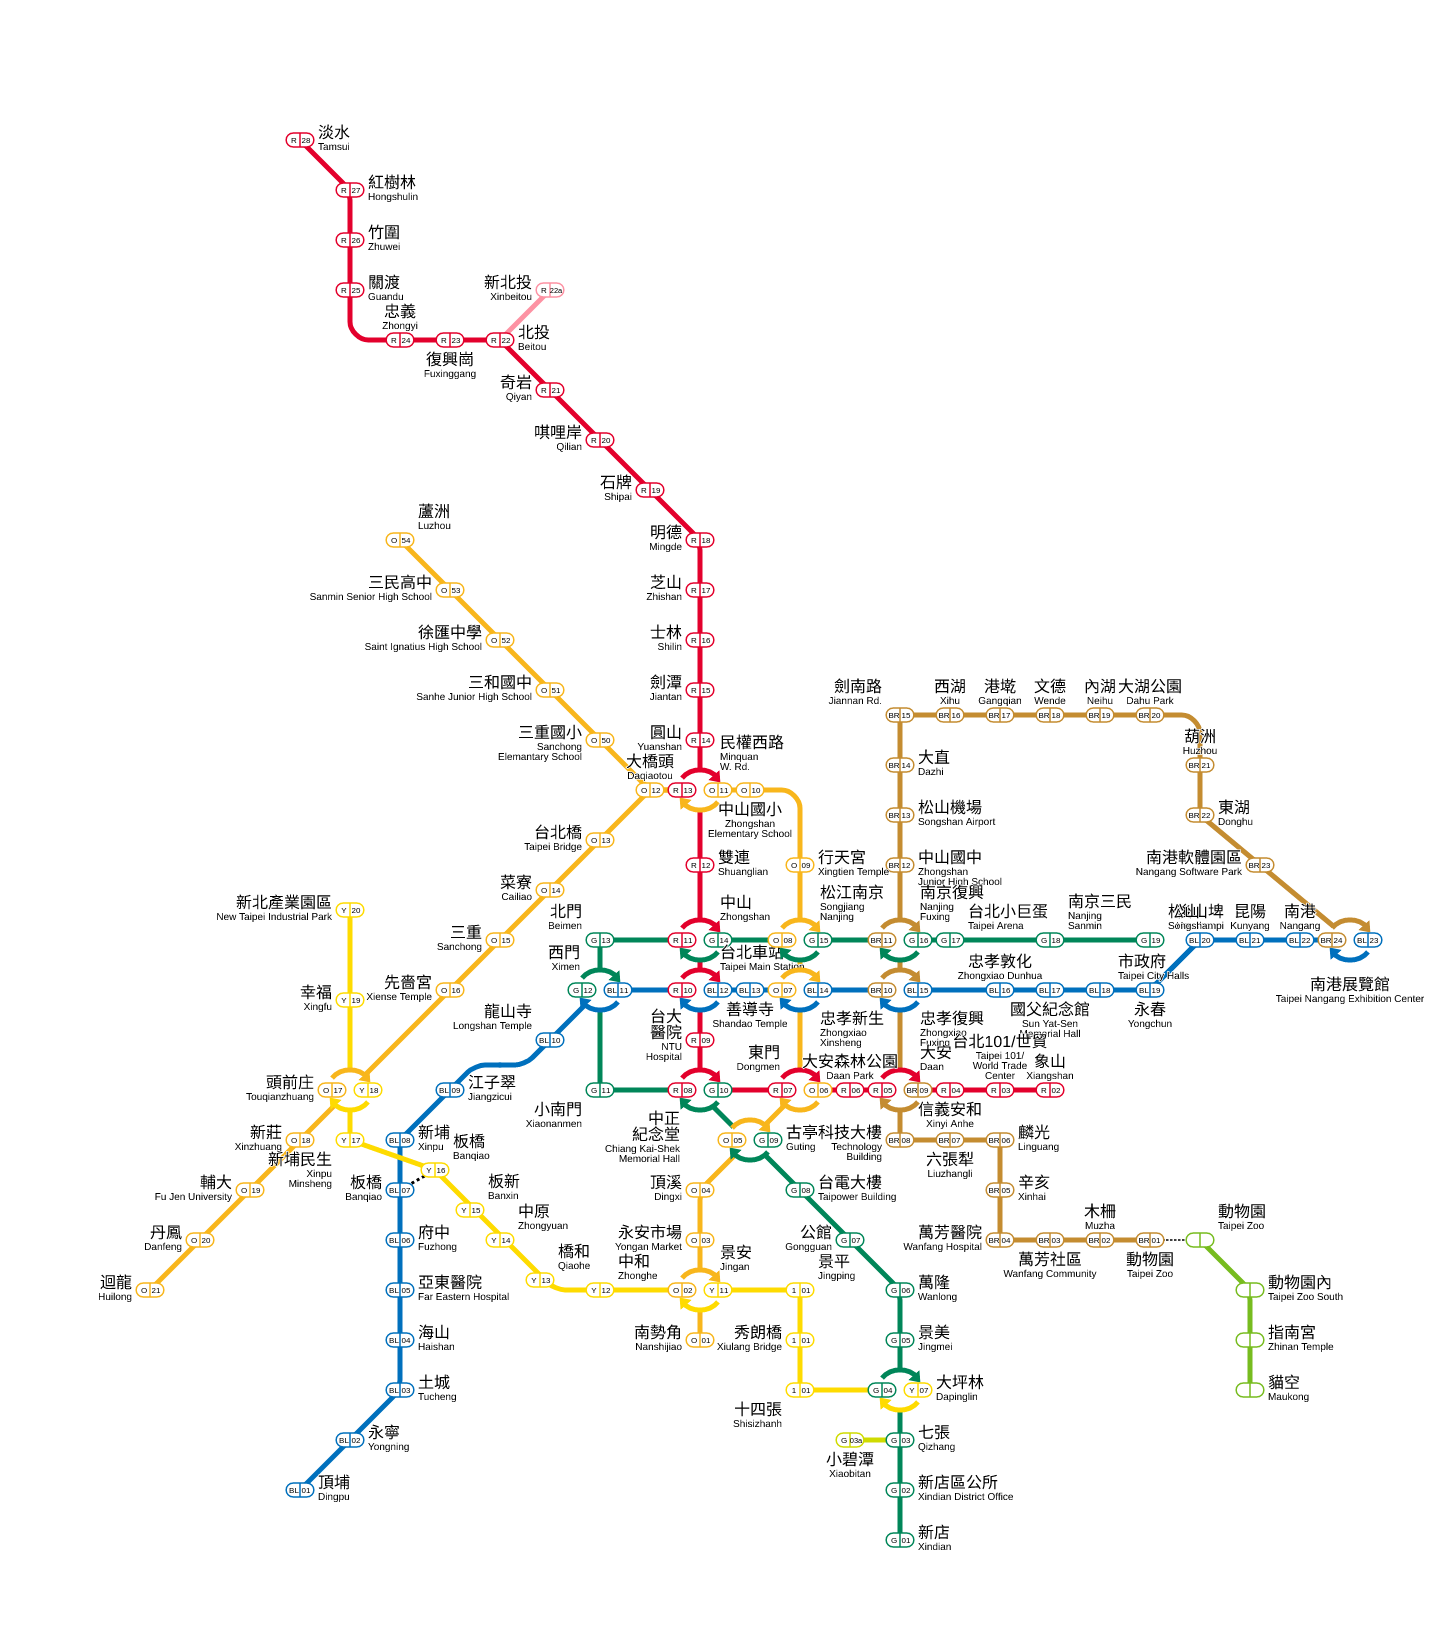 R 28
淡水
Tamsui
R 27
紅樹林
Hongshulin
R 26
竹圍
Zhuwei
R 25
關渡
Guandu
新北投
Xinbeitou
R 22a
忠義
Zhongyi
R 24
R 23
R 22
北投
Beitou
復興崗
Fuxinggang
奇岩
Qiyan
R 21
唭哩岸
Qilian
R 20
石牌
Shipai
R 19
蘆洲
Luzhou
O 54
明德
Mingde
R 18
三民高中
Sanmin Senior High School
O 53
芝山
Zhishan
R 17
徐匯中學
Saint Ignatius High School
O 52
士林
Shilin
R 16
三和國中
Sanhe Junior High School
O 51
劍潭
Jiantan
R 15
劍南路
Jiannan Rd.
西湖
Xihu
港墘
Gangqian
文德
Wende
內湖
Neihu
大湖公園
Dahu Park
BR 15
BR 16
BR 17
BR 18
BR 19
BR 20
三重國小
Sanchong
Elemantary School
O 50
圓山
Yuanshan
R 14
民權西路
Minquan
W. Rd.
葫洲
Huzhou
BR 21
大橋頭
Daqiaotou
O 12
R 13
O 11
O 10
BR 14
大直
Dazhi
中山國小
Zhongshan
Elementary School
BR 13
松山機場
Songshan Airport
BR 22
東湖
Donghu
台北橋
Taipei Bridge
O 13
R 12
雙連
Shuanglian
O 09
行天宮
Xingtien Temple
BR 12
中山國中
Zhongshan
Junior High School
南港軟體園區
Nangang Software Park
BR 23
菜寮
Cailiao
O 14
新北產業園區
New Taipei Industrial Park
Y 20
北門
Beimen
中山
Zhongshan
松江南京
Songjiang
Nanjing
南京復興
Nanjing
Fuxing
台北小巨蛋
Taipei Arena
南京三民
Nanjing
Sanmin
松山
後山埤
Houshanpi
昆陽
Kunyang
南港
Nangang
三重
Sanchong
O 15
G 13
R 11
G 14
O 08
G 15
BR 11
G 16
G 17
G 18
G 19
BL 20
BL 21
BL 22
BR 24
BL 23
西門
Ximen
台北車站
Taipei Main Station
忠孝敦化
Zhongxiao Dunhua
市政府
Taipei City Halls
先嗇宮
Xiense Temple
O 16
G 12
BL 11
R 10
BL 12
BL 13
O 07
BL 14
BR 10
BL 15
BL 16
BL 17
BL 18
BL 19
南港展覽館
Taipei Nangang Exhibition Center
幸福
Xingfu
Y 19
龍山寺
Longshan Temple
BL 10
台大
醫院
NTU
Hospital
R 09
善導寺
Shandao Temple
忠孝新生
Zhongxiao
Xinsheng
忠孝復興
Zhongxiao
Fuxing
國父紀念館
Sun Yat-Sen
Memorial Hall
永春
Yongchun
東門
Dongmen
大安森林公園
Daan Park
大安
Daan
台北101/世貿
Taipei 101/
World Trade
Center
象山
Xiangshan
頭前庄
Touqianzhuang
O 17
Y 18
BL 09
江子翠
Jiangzicui
G 11
R 08
G 10
R 07
O 06
R 06
R 05
BR 09
R 04
R 03
R 02
小南門
Xiaonanmen
中正
紀念堂
Chiang Kai-Shek
Memorial Hall
信義安和
Xinyi Anhe
新莊
Xinzhuang
O 18
Y 17
BL 08
新埔
Xinpu
板橋
Banqiao
O 05
G 09
古亭
Guting
科技大樓
Technology
Building
BR 08
BR 07
BR 06
麟光
Linguang
六張犁
Liuzhangli
新埔民生
Xinpu
Minsheng
Y 16
輔大
Fu Jen University
O 19
板橋
Banqiao
BL 07
板新
Banxin
Y 15
頂溪
Dingxi
O 04
G 08
台電大樓
Taipower Building
BR 05
辛亥
Xinhai
丹鳳
Danfeng
O 20
BL 06
府中
Fuzhong
中原
Zhongyuan
Y 14
永安市場
Yongan Market
O 03
公館
Gongguan
G 07
萬芳醫院
Wanfang Hospital
BR 04
BR 03
木柵
Muzha
BR 02
BR 01
動物園
Taipei Zoo
萬芳社區
Wanfang Community
動物園
Taipei Zoo
迴龍
Huilong
O 21
BL 05
亞東醫院
Far Eastern Hospital
橋和
Qiaohe
Y 13
中和
Zhonghe
Y 12
O 02
Y 11
景安
Jingan
景平
Jingping
1 01
G 06
萬隆
Wanlong
動物園內
Taipei Zoo South
BL 04
海山
Haishan
南勢角
Nanshijiao
O 01
秀朗橋
Xiulang Bridge
1 01
G 05
景美
Jingmei
指南宮
Zhinan Temple
BL 03
土城
Tucheng
1 01
G 04
Y 07
大坪林
Dapinglin
貓空
Maukong
十四張
Shisizhanh
BL 02
永寧
Yongning
G 03a
G 03
七張
Qizhang
小碧潭
Xiaobitan
BL 01
頂埔
Dingpu
G 02
新店區公所
Xindian District Office
G 01
新店
Xindian